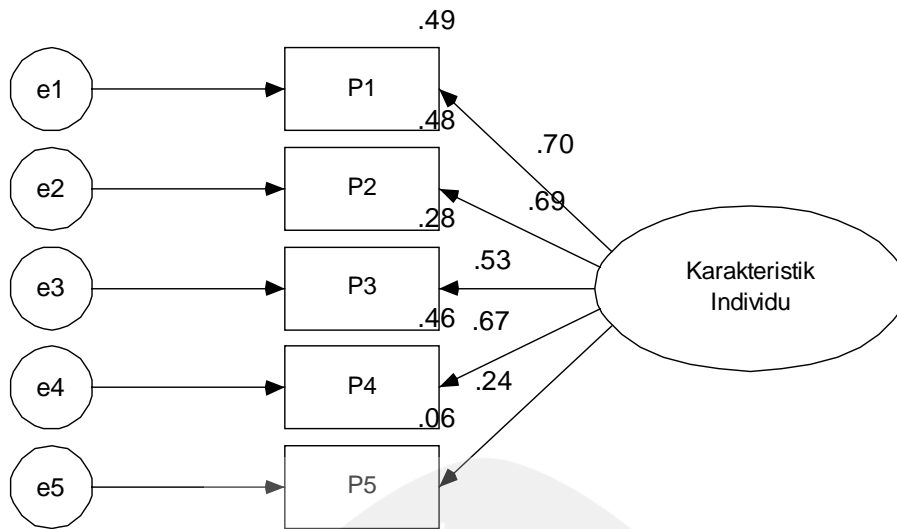 .49
e1
P1
.70
.48
e2
P2
.69
.28
e3
P3
.53
Karakteristik
Individu
.46
.67
e4
P4
.24
.06
e5
P5